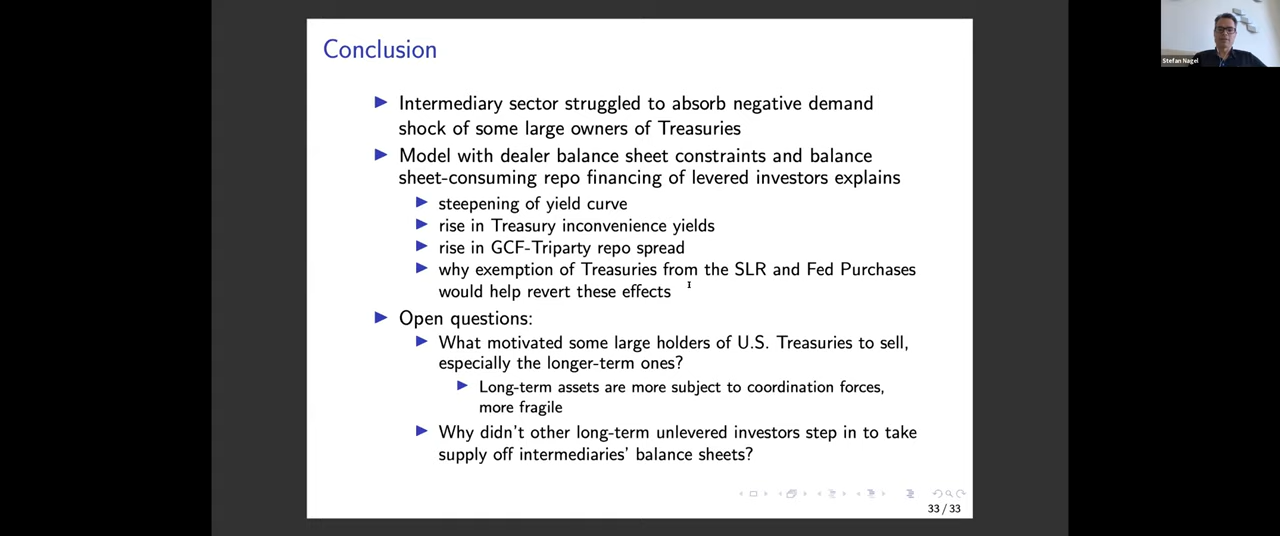 Conclusion
Stefan Nagel
Intermediary sector struggled to absorb negative demand
shock of some large owners of Treasuries
Model with dealer balance sheet constraints and balance
sheet-consuming repo financing of levered investors explains
steepening of yield curve
rise in Treasury inconvenience yields
rise in GCF-Triparty repo spread
why exemption of Treasuries from the SLR and Fed Purchases
would help revert these effects
Open questions:
What motivated some large holders of U.S. Treasuries to sell,
especially the longer-term ones?
Long-term assets are more subject to coordination forces,
more fragile
Why didn't other long-term unlevered investors step in to take
supply off intermediaries' balance sheets?
33 / 33